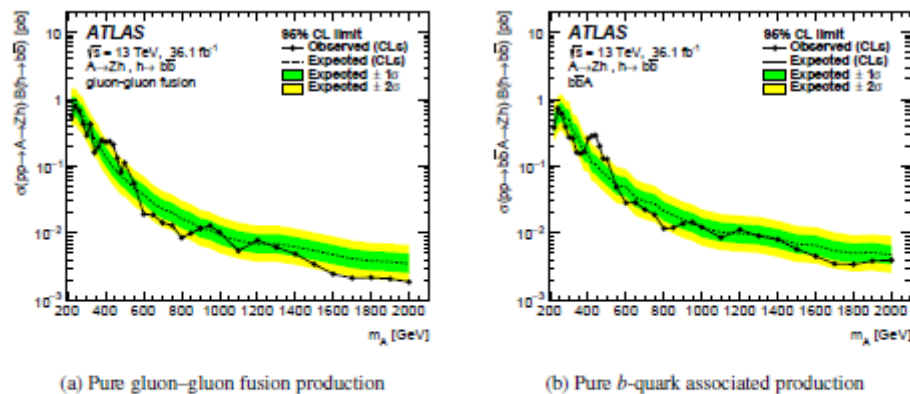 ATLAS
√s = 13 TeV, 36.1 fb⁻¹
A→Zh, h→ bb̄
gluon-gluon fusion
95% CL limit
Observed (CLs)
Expected (CLs)
Expected ± 1σ
Expected ± 2σ
σ(pp→A→Zh)·B(h→bb̄) [pb]
10
1
10⁻¹
10⁻²
10⁻³
200 400 600 800 1000 1200 1400 1600 1800 2000
m_A [GeV]
(a) Pure gluon–gluon fusion production
ATLAS
√s = 13 TeV, 36.1 fb⁻¹
A→Zh, h→ bb̄
bb̄A
95% CL limit
Observed (CLs)
Expected (CLs)
Expected ± 1σ
Expected ± 2σ
σ(pp→bb̄A→Zh)·B(h→bb̄) [pb]
10
1
10⁻¹
10⁻²
10⁻³
200 400 600 800 1000 1200 1400 1600 1800 2000
m_A [GeV]
(b) Pure b-quark associated production